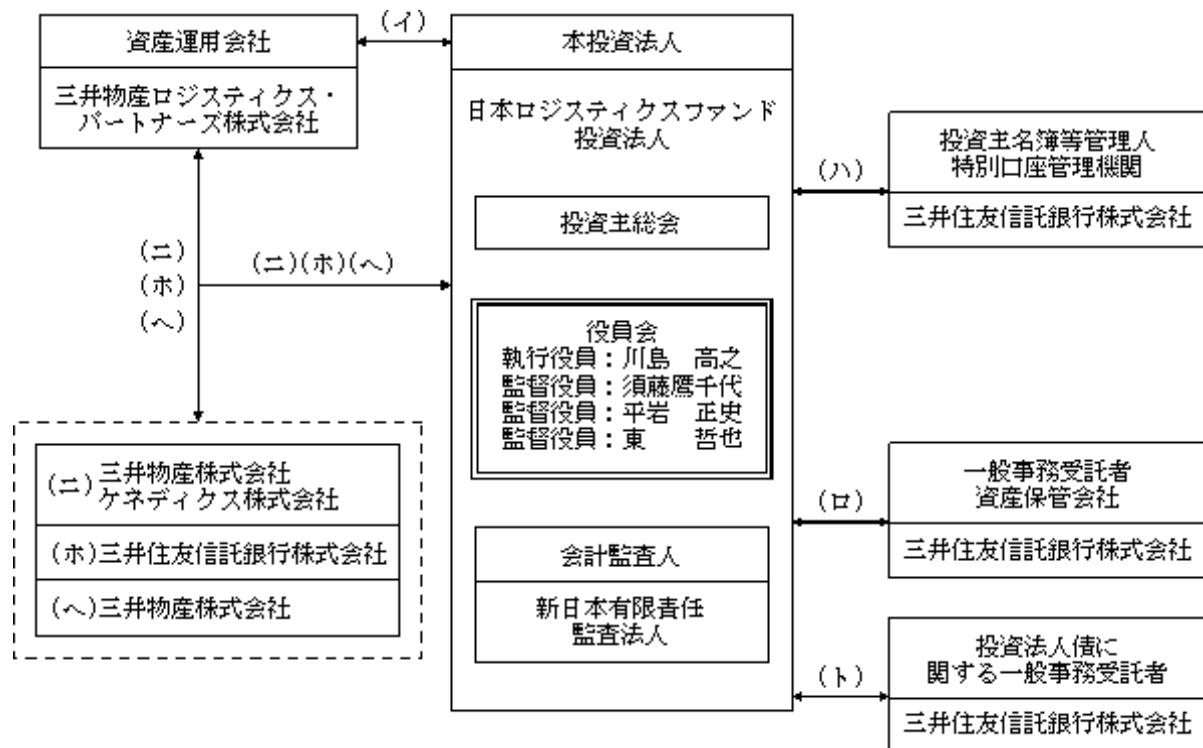 資産運用会社
三井物産ロジスティクス・
パートナーズ株式会社
(イ)
本投資法人
日本ロジスティクスファンド
投資法人
投資主総会
役員会
執行役員：川島　高之
監督役員：須藤鷹千代
監督役員：平岩　正史
監督役員：東　　哲也
会計監査人
新日本有限責任
監査法人
(ニ)
(ホ)
(ヘ)
(ニ)(ホ)(ヘ)
(ニ)三井物産株式会社
ケネディクス株式会社
(ホ)三井住友信託銀行株式会社
(ヘ)三井物産株式会社
(ハ)
投資主名簿等管理人
特別口座管理機関
三井住友信託銀行株式会社
(ロ)
一般事務受託者
資産保管会社
三井住友信託銀行株式会社
(ト)
投資法人債に
関する一般事務受託者
三井住友信託銀行株式会社